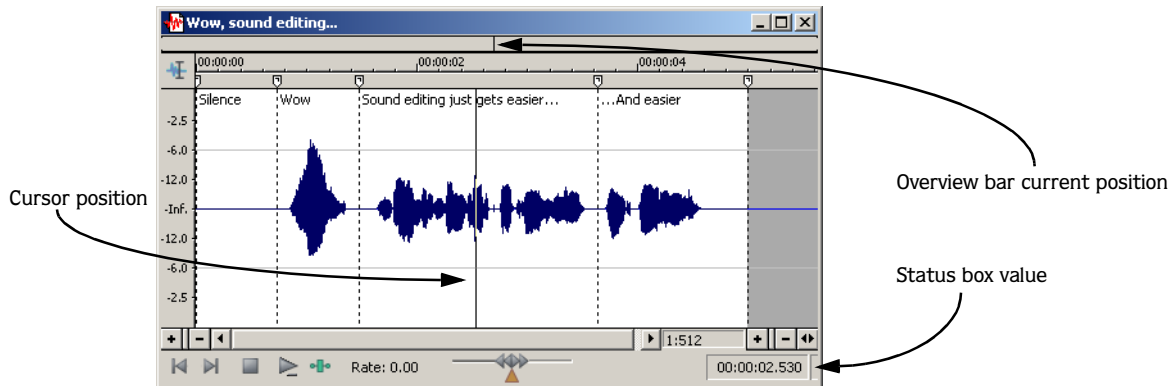 Wow, sound editing...
00:00:00 00:00:02 00:00:04
Silence Wow Sound editing just gets easier... ...And easier
-2.5
-6.0
-12.0
-Inf.
-12.0
-6.0
-2.5
Cursor position
Overview bar current position
Status box value
1:512
Rate: 0.00
00:00:02.530